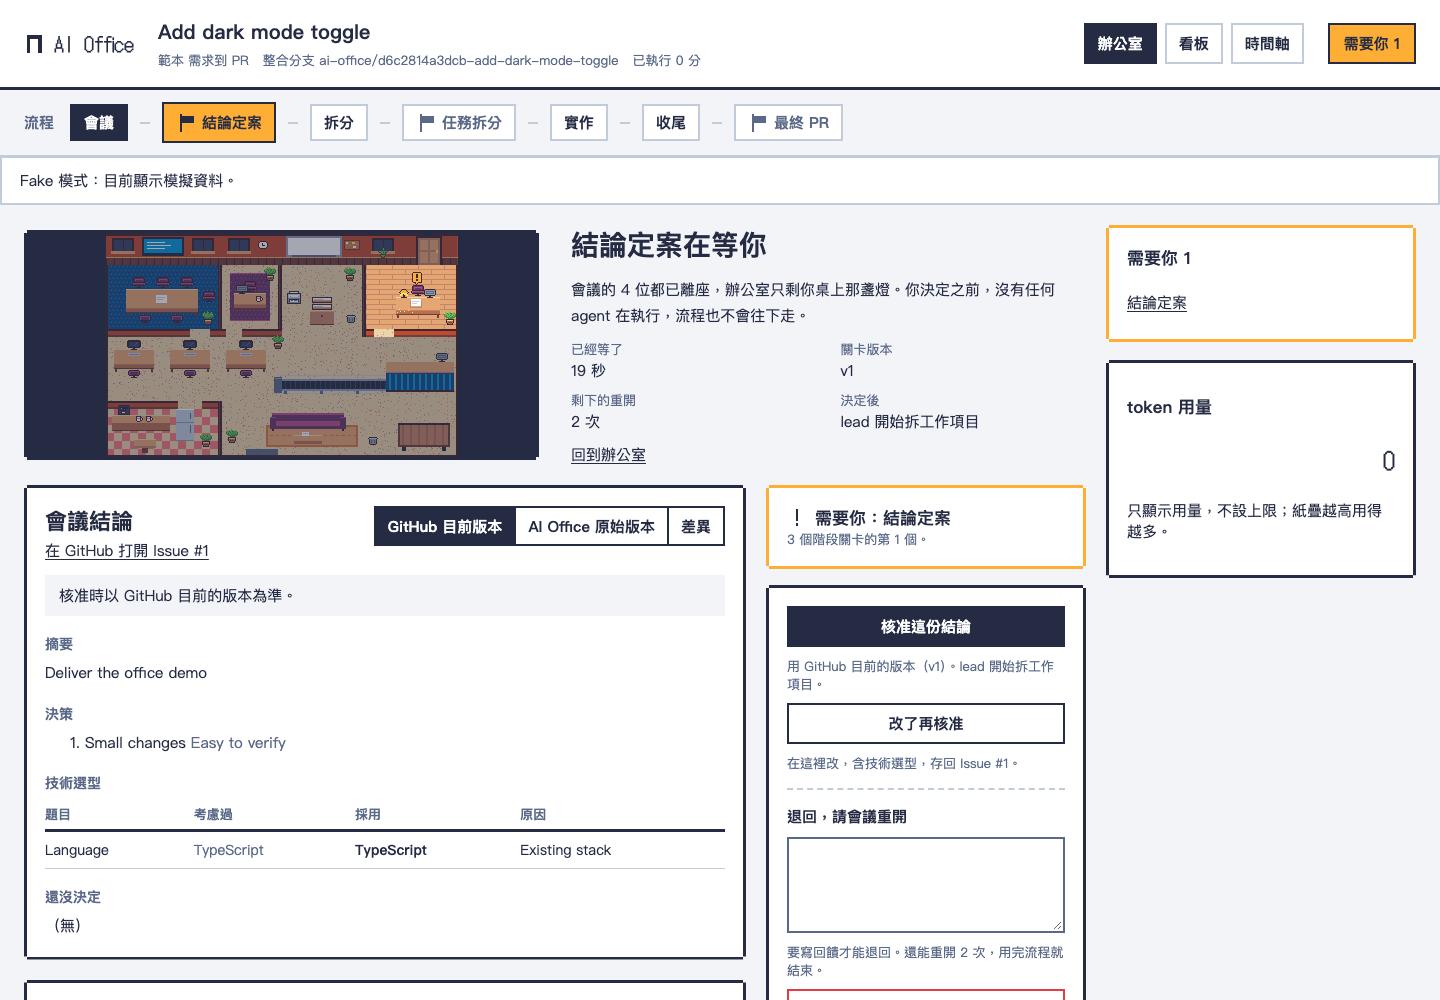 AI Office
Add dark mode toggle
範本 需求到 PR 整合分支 ai-office/d6c2814a3dcb-add-dark-mode-toggle 已執行 0 分
辦公室
看板
時間軸
需要你 1
流程
會議
結論定案
拆分
任務拆分
實作
收尾
最終 PR
Fake 模式：目前顯示模擬資料。
結論定案在等你
會議的 4 位都已離座，辦公室只剩你桌上那盞燈。你決定之前，沒有任何
agent 在執行，流程也不會往下走。
已經等了
19 秒
關卡版本
v1
剩下的重開
2 次
決定後
lead 開始拆工作項目
回到辦公室
需要你 1
結論定案
token 用量
0
只顯示用量，不設上限；紙疊越高用得
越多。
會議結論
在 GitHub 打開 Issue #1
GitHub 目前版本
AI Office 原始版本
差異
核准時以 GitHub 目前的版本為準。
摘要
Deliver the office demo
決策
1. Small changes Easy to verify
技術選型
題目 考慮過 採用 原因
Language TypeScript TypeScript Existing stack
還沒決定
（無）
! 需要你：結論定案
3 個階段關卡的第 1 個。
核准這份結論
用 GitHub 目前的版本（v1）。lead 開始拆工作
項目。
改了再核准
在這裡改，含技術選型，存回 Issue #1。
退回，請會議重開
要寫回饋才能退回。還能重開 2 次，用完流程就
結束。